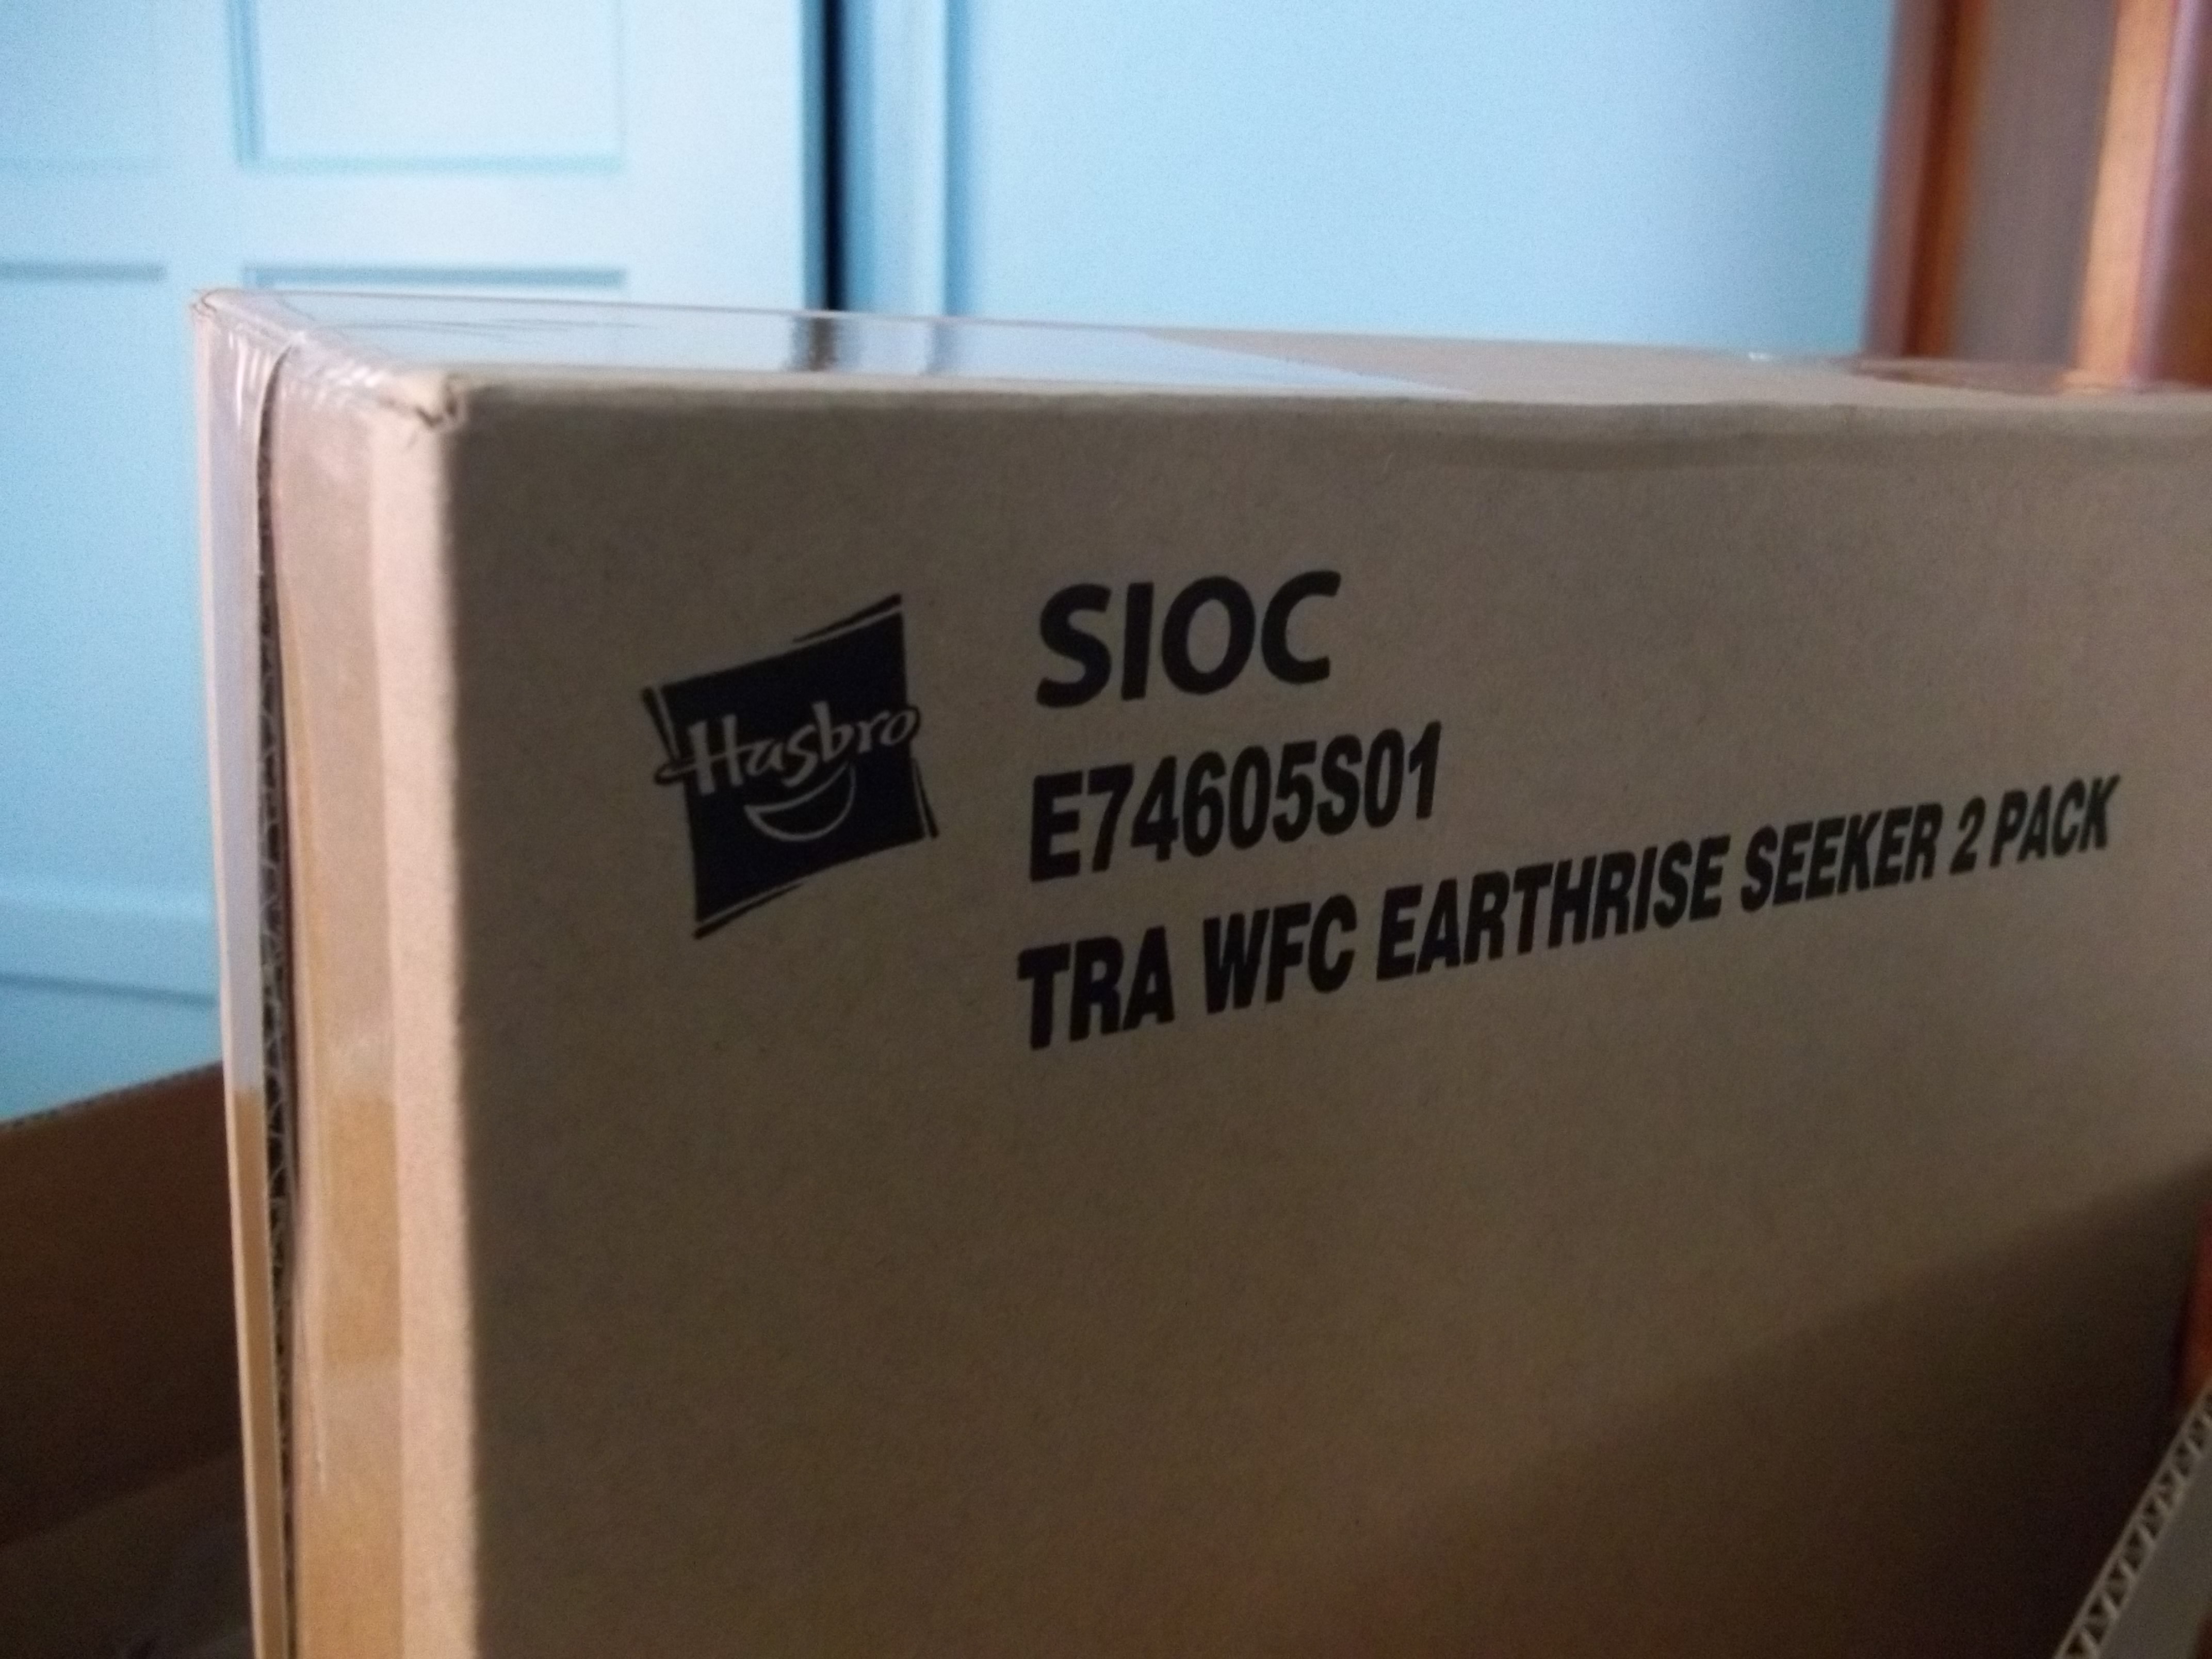 Hasbro
SIOC
E74605S01
TRA WFC EARTHRISE SEEKER 2 PACK